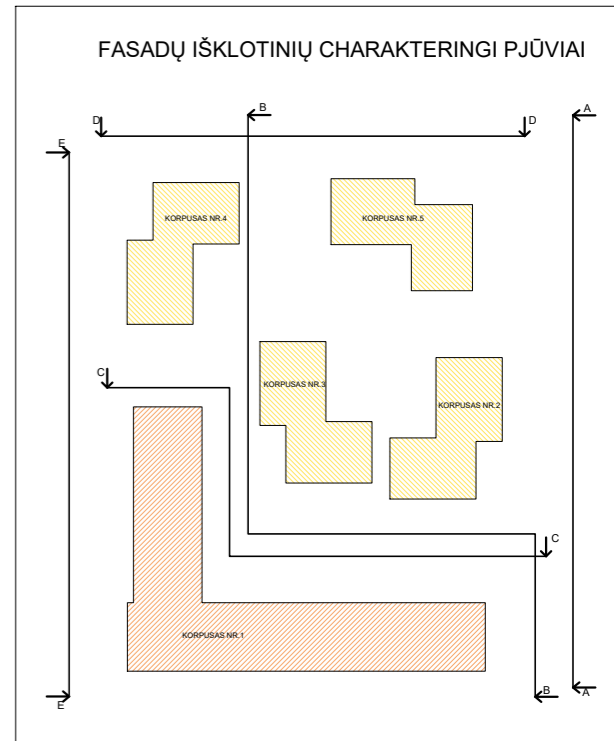 FASADŲ IŠKLOTINIŲ CHARAKTERINGI PJŪVIAI
B
A
D
D
E
KORPUSAS NR.4
KORPUSAS NR.5
C
KORPUSAS NR.3
KORPUSAS NR.2
C
KORPUSAS NR.1
B
A
E